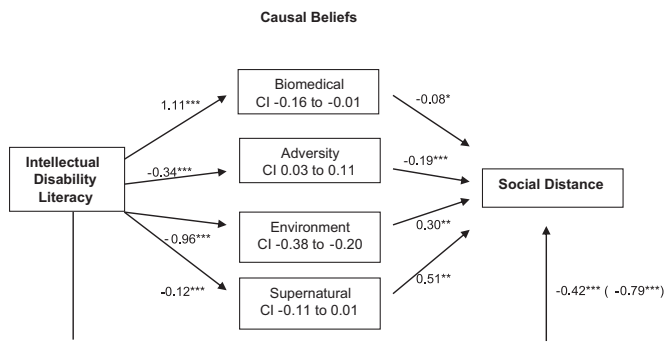 Causal Beliefs
Biomedical
CI -0.16 to -0.01
1.11***
-0.08*
Adversity
CI 0.03 to 0.11
-0.34***
-0.19***
Intellectual
Disability
Literacy
Social Distance
Environment
CI -0.38 to -0.20
-0.96***
0.30**
Supernatural
CI -0.11 to 0.01
-0.12***
0.51**
-0.42*** ( -0.79***)